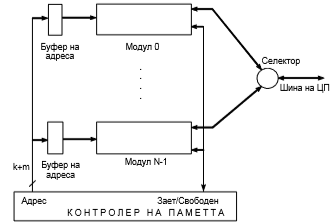 Буфер на
адреса
Модул 0
Селектор
Шина на ЦП
Буфер на
адреса
Модул N-1
k+m
Адрес
Зает/Свободен
КОНТРОЛЕР НА ПАМЕТТА